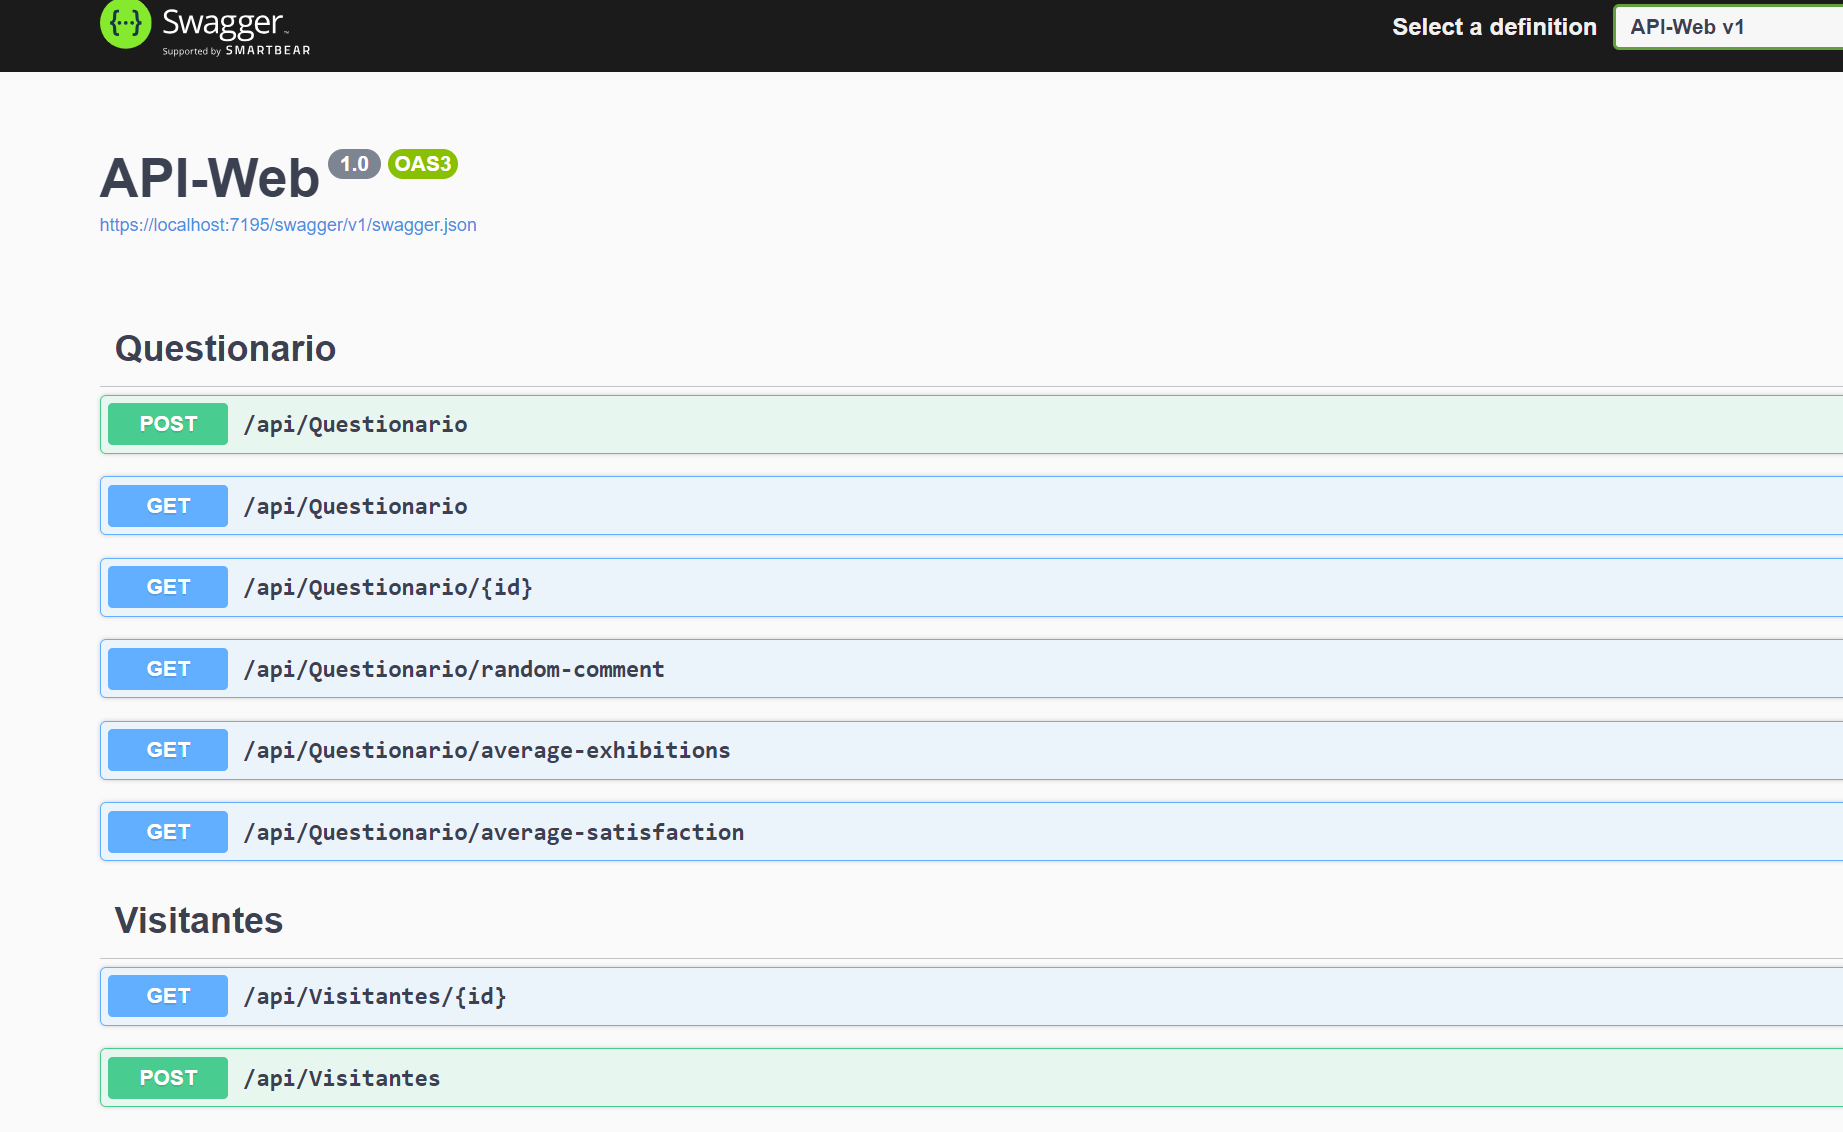 {···} Swagger™
Supported by SMARTBEAR
Select a definition
API-Web v1
API-Web 1.0 OAS3
https://localhost:7195/swagger/v1/swagger.json
Questionario
POST /api/Questionario
GET /api/Questionario
GET /api/Questionario/{id}
GET /api/Questionario/random-comment
GET /api/Questionario/average-exhibitions
GET /api/Questionario/average-satisfaction
Visitantes
GET /api/Visitantes/{id}
POST /api/Visitantes